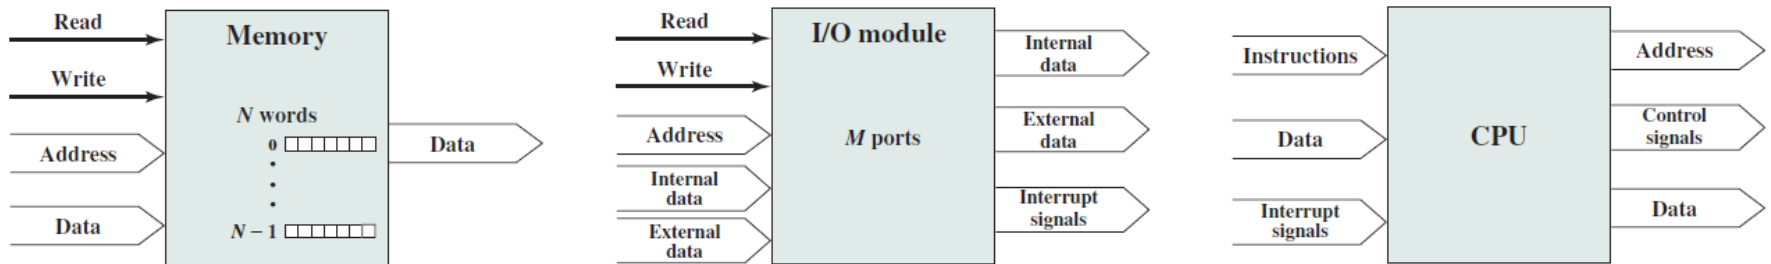 Read
Write
Address
Data
Memory
N words
0
N – 1
Data
Read
Write
Address
Internal
data
External
data
I/O module
M ports
Internal
data
External
data
Interrupt
signals
Instructions
Data
Interrupt
signals
CPU
Address
Control
signals
Data